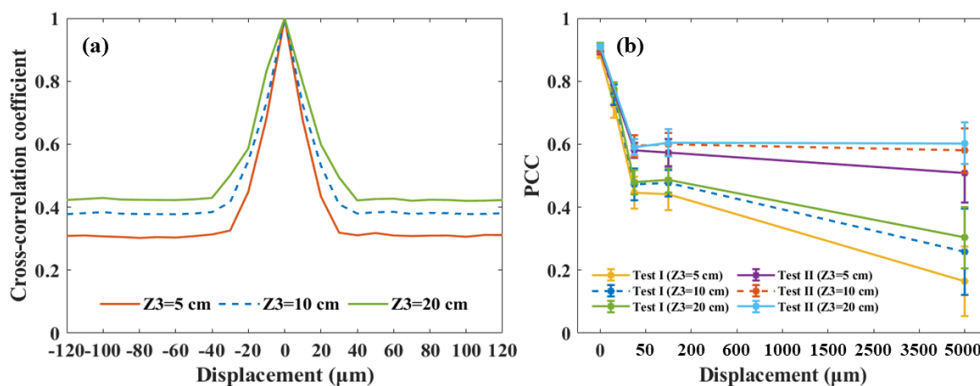 (a)
Cross-correlation coefficient
1
0.8
0.6
0.4
0.2
0
Z3=5 cm
Z3=10 cm
Z3=20 cm
-120 -100 -80 -60 -40 -20 0 20 40 60 80 100 120
Displacement (µm)
(b)
PCC
1
0.8
0.6
0.4
0.2
0
Test I (Z3=5 cm)
Test II (Z3=5 cm)
Test I (Z3=10 cm)
Test II (Z3=10 cm)
Test I (Z3=20 cm)
Test II (Z3=20 cm)
0 50 200 600 1000 1500 2500 3500 5000
Displacement (µm)